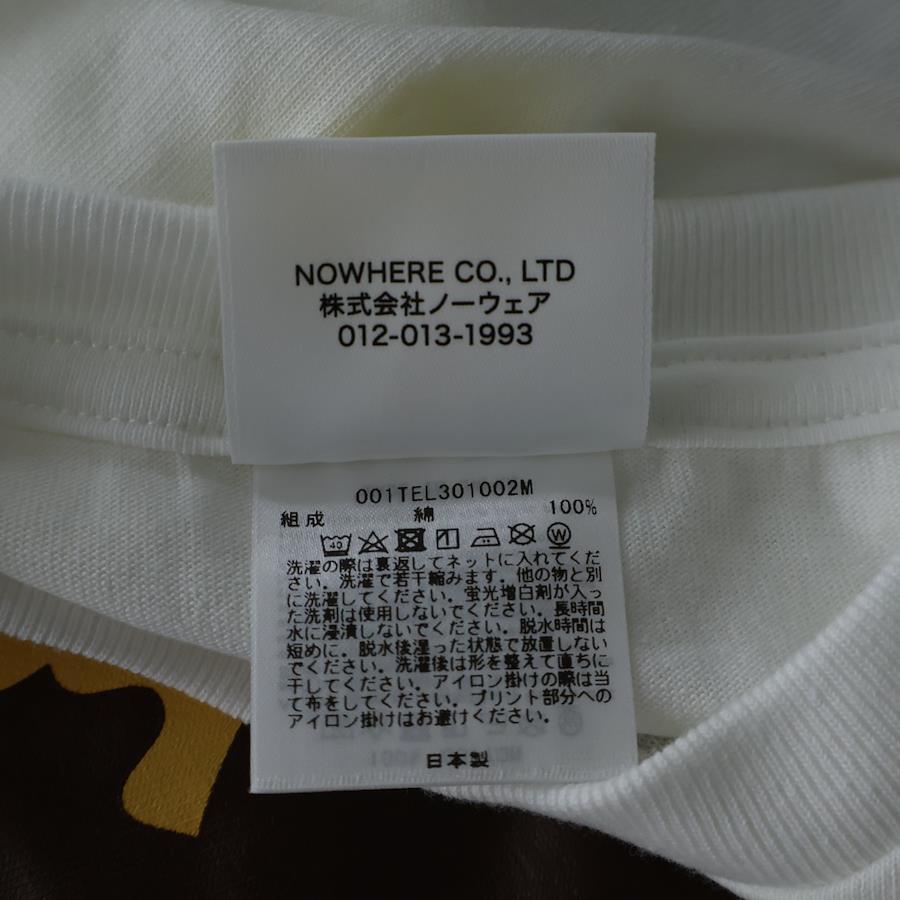 NOWHERE CO., LTD
株式会社ノーウェア
012-013-1993
001TEL301002M
組成 綿 100%
40 W
洗濯の際は裏返してネットに入れてくだ
さい。洗濯で若干縮みます。他の物と別
に洗濯してください。蛍光増白剤が入っ
た洗剤は使用しないでください。長時間
水に浸漬しないでください。脱水時間は
短めに。脱水後湿った状態で放置しない
でください。洗濯後は形を整えて直ちに
干してください。アイロン掛けの際は当
て布をしてください。プリント部分への
アイロン掛けはお避けください。
日本製